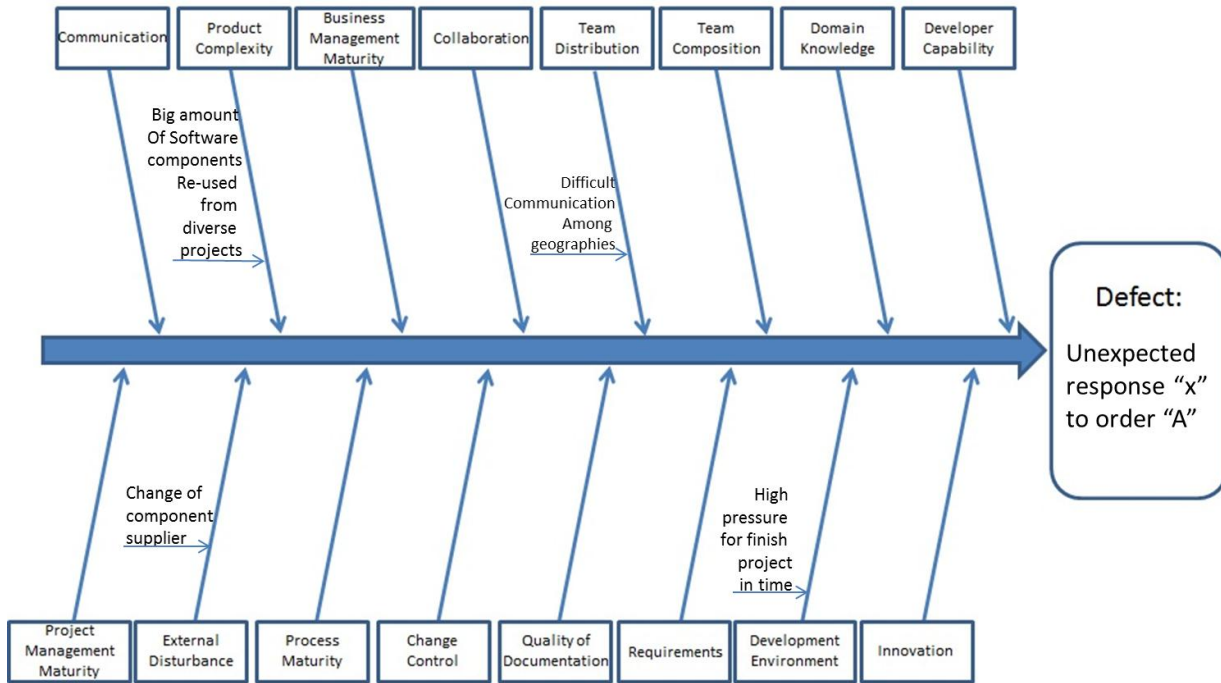 Communication
Product
Complexity
Business
Management
Maturity
Collaboration
Team
Distribution
Team
Composition
Domain
Knowledge
Developer
Capability
Big amount
Of Software
components
Re-used
from
diverse
projects
Difficult
Communication
Among
geographies
Defect:
Unexpected
response “x”
to order “A”
Change of
component
supplier
High
pressure
for finish
project
in time
Project
Management
Maturity
External
Disturbance
Process
Maturity
Change
Control
Quality of
Documentation
Requirements
Development
Environment
Innovation